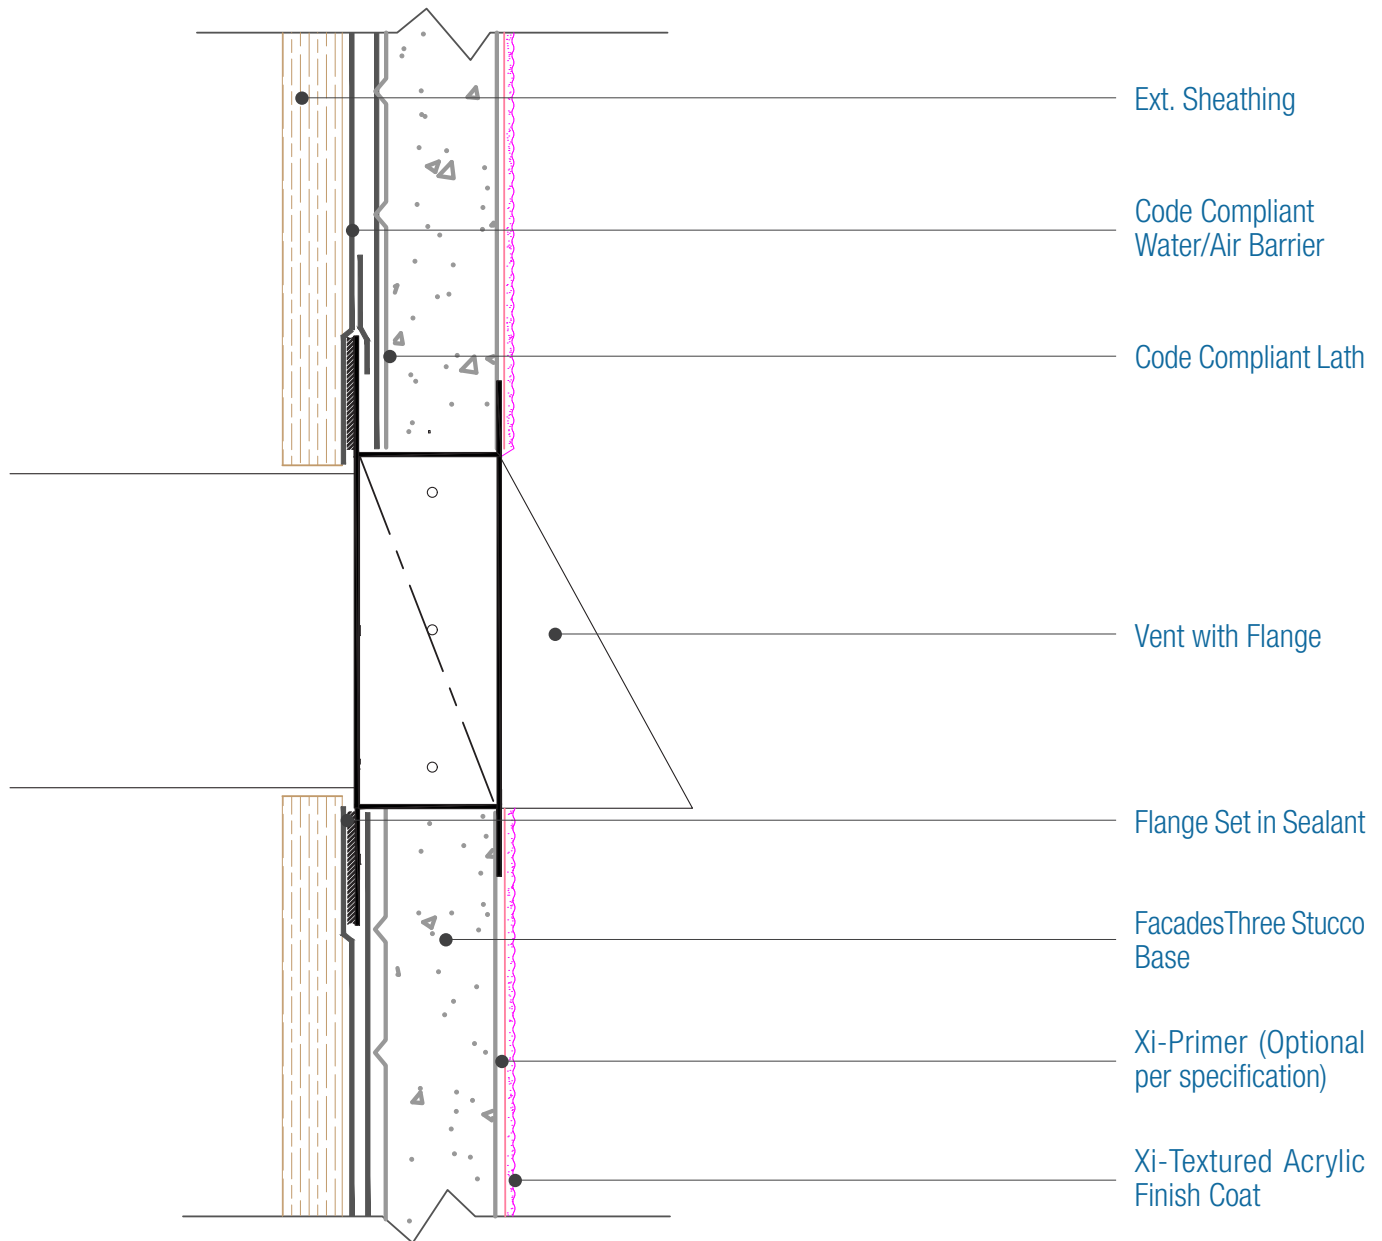 Ext. Sheathing
Code Compliant
Water/Air Barrier
Code Compliant Lath
Vent with Flange
Flange Set in Sealant
FacadesThree Stucco
Base
Xi-Primer (Optional
per specification)
Xi-Textured Acrylic
Finish Coat